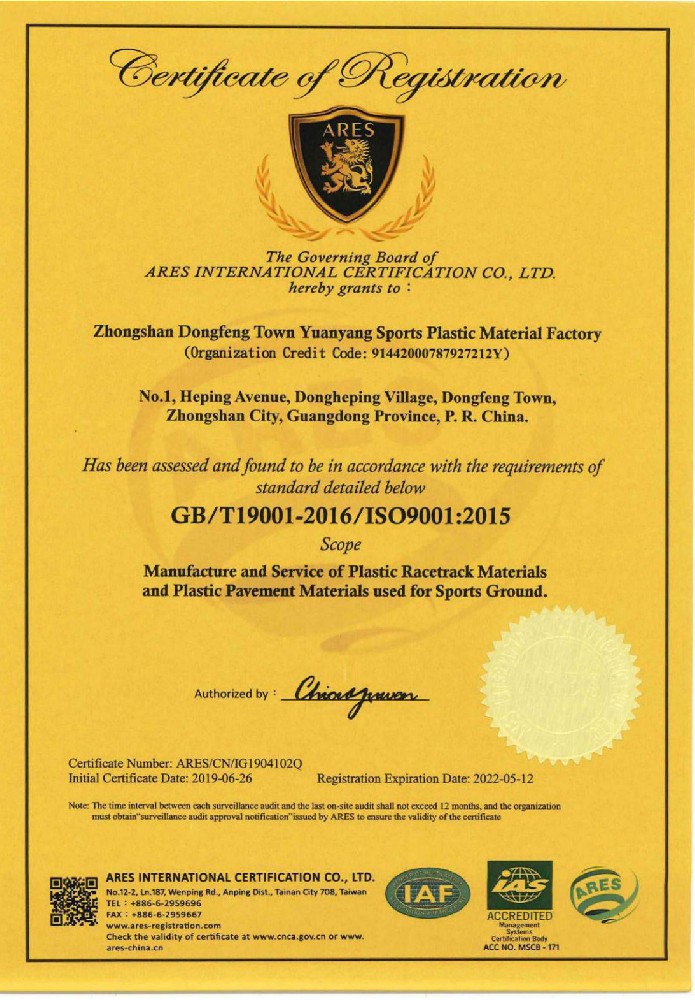 Certificate of Registration
ARES
The Governing Board of
ARES INTERNATIONAL CERTIFICATION CO., LTD.
hereby grants to：
Zhongshan Dongfeng Town Yuanyang Sports Plastic Material Factory
(Organization Credit Code: 91442000787927212Y)
No.1, Heping Avenue, Dongheping Village, Dongfeng Town,
Zhongshan City, Guangdong Province, P. R. China.
Has been assessed and found to be in accordance with the requirements of
standard detailed below
GB/T19001-2016/ISO9001:2015
Scope
Manufacture and Service of Plastic Racetrack Materials
and Plastic Pavement Materials used for Sports Ground.
Authorized by：
Certificate Number: ARES/CN/IG1904102Q
Initial Certificate Date: 2019-06-26 Registration Expiration Date: 2022-05-12
Note: The time interval between each surveillance audit and the last on-site audit shall not exceed 12 months, and the organization
must obtain"surveillance audit approval notification"issued by ARES to ensure the validity of the certificate
ARES INTERNATIONAL CERTIFICATION CO., LTD.
No.12-2, Ln.187, Wenping Rd., Anping Dist., Tainan City 708, Taiwan
TEL：+886-6-2959696
FAX：+886-6-2959667
www.ares-registration.com
Check the validity of certificate at www.cnca.gov.cn or www.
ares-china.cn
IAF
IAS
ACCREDITED
Management
Systems
Certification Body
ACC NO. MSCB - 171
ARES